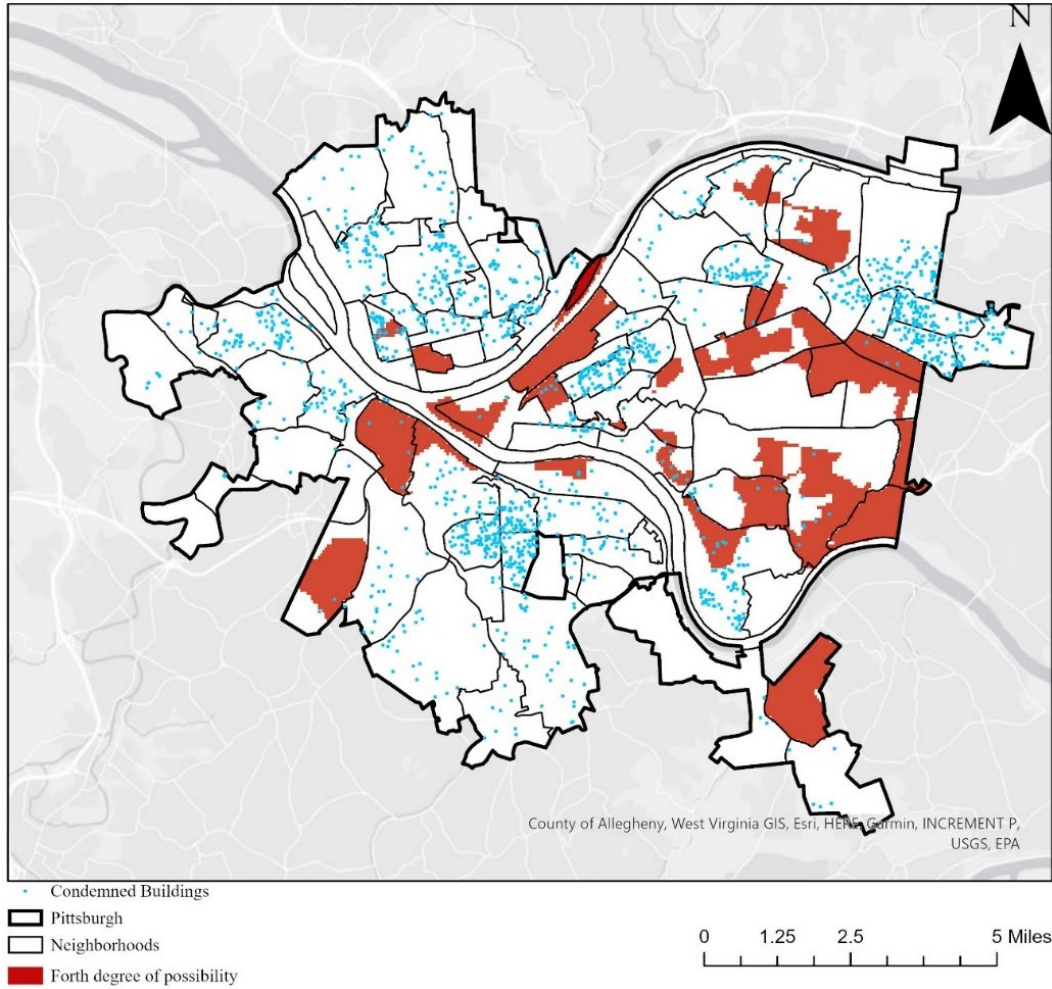 N
County of Allegheny, West Virginia GIS, Esri, HERE, Garmin, INCREMENT P,
USGS, EPA
Condemned Buildings
Pittsburgh
Neighborhoods
Forth degree of possibility
0 1.25 2.5 5 Miles